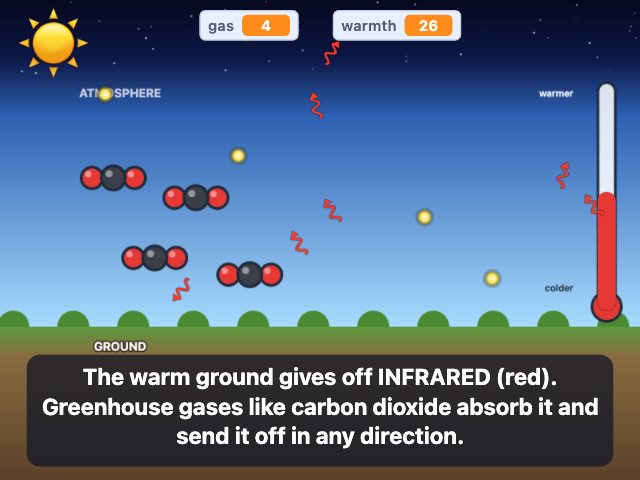 gas 4
warmth 26
ATMOSPHERE
warmer
colder
GROUND
The warm ground gives off INFRARED (red).
Greenhouse gases like carbon dioxide absorb it and
send it off in any direction.